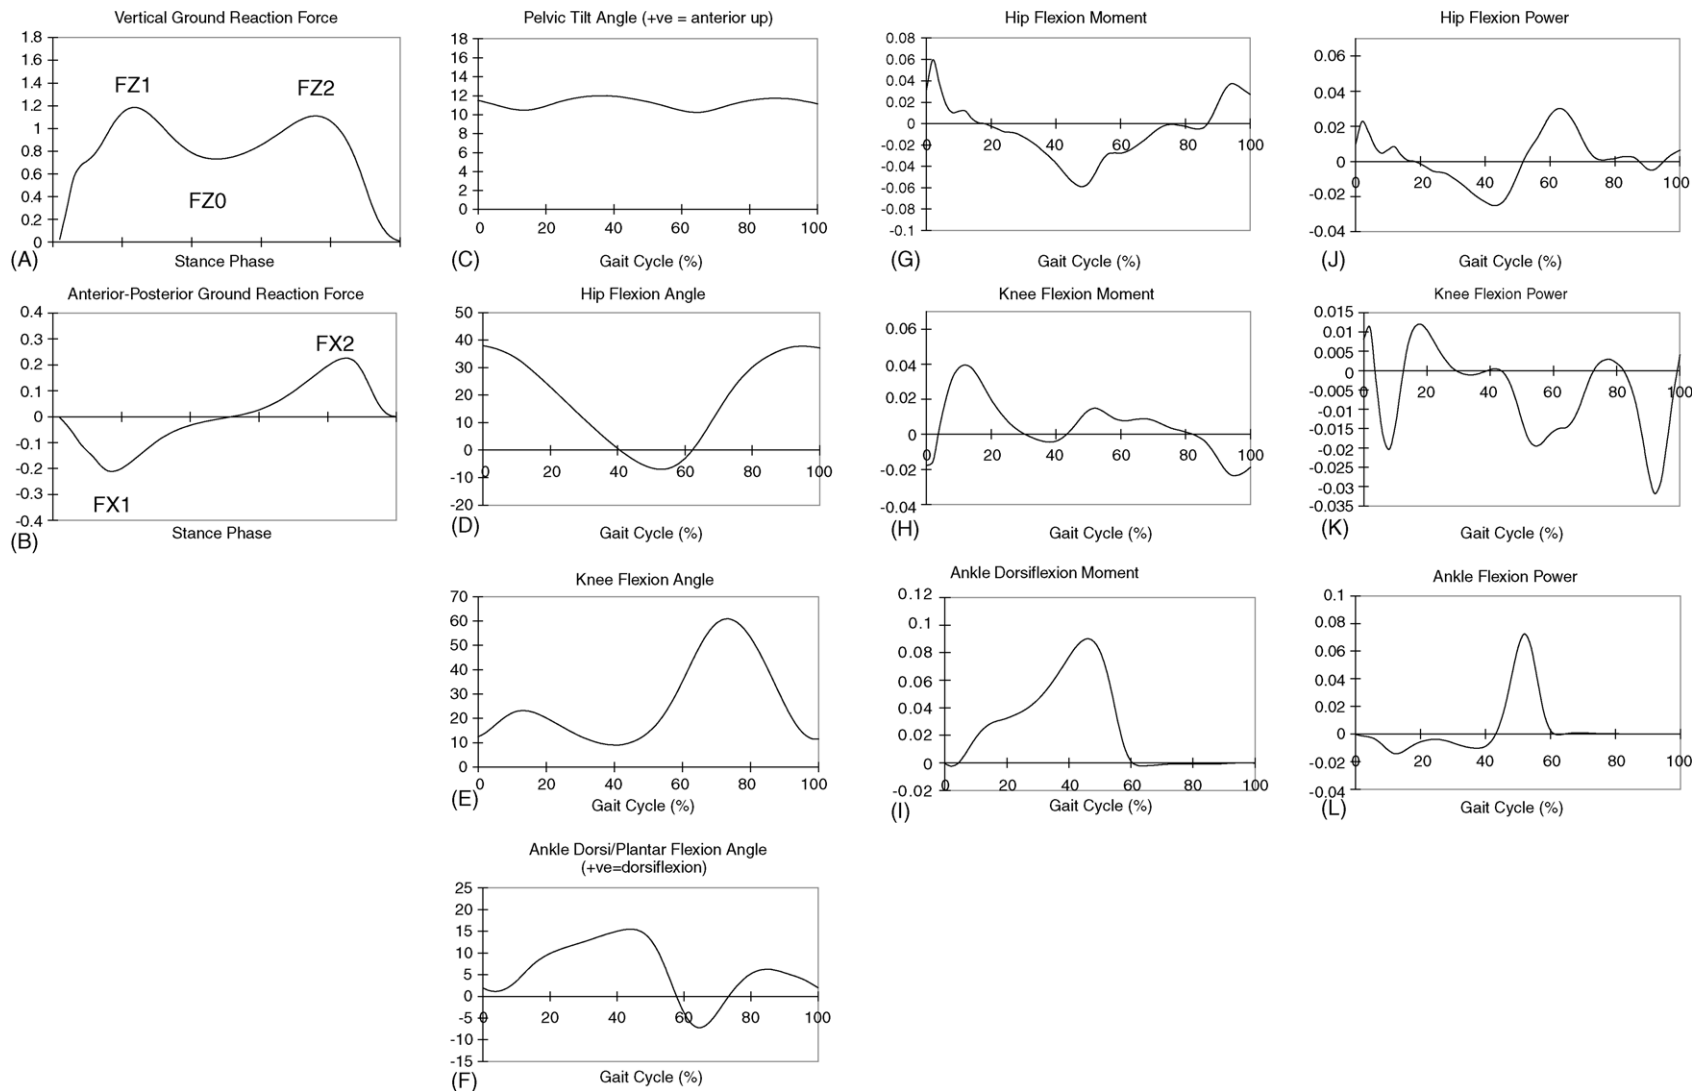 Vertical Ground Reaction Force
1.8
1.6
1.4
1.2
1
0.8
0.6
0.4
0.2
0
FZ1
FZ2
FZ0
(A)
Stance Phase
Anterior-Posterior Ground Reaction Force
0.4
0.3
0.2
0.1
0
-0.1
-0.2
-0.3
-0.4
FX2
FX1
(B)
Stance Phase
Pelvic Tilt Angle (+ve = anterior up)
18
16
14
12
10
8
6
4
2
0
0 20 40 60 80 100
(C)
Gait Cycle (%)
Hip Flexion Angle
50
40
30
20
10
0
-10
-20
0 20 40 60 80 100
(D)
Gait Cycle (%)
Knee Flexion Angle
70
60
50
40
30
20
10
0
0 20 40 60 80 100
(E)
Gait Cycle (%)
Ankle Dorsi/Plantar Flexion Angle
(+ve=dorsiflexion)
25
20
15
10
5
0
-5
-10
-15
0 20 40 60 80 100
(F)
Gait Cycle (%)
Hip Flexion Moment
0.08
0.06
0.04
0.02
0
-0.02
-0.04
-0.06
-0.08
-0.1
0 20 40 60 80 100
(G)
Gait Cycle (%)
Knee Flexion Moment
0.06
0.04
0.02
0
-0.02
-0.04
0 20 40 60 80 100
(H)
Gait Cycle (%)
Ankle Dorsiflexion Moment
0.12
0.1
0.08
0.06
0.04
0.02
0
-0.02
0 20 40 60 80 100
(I)
Gait Cycle (%)
Hip Flexion Power
0.06
0.04
0.02
0
-0.02
-0.04
0 20 40 60 80 100
(J)
Gait Cycle (%)
Knee Flexion Power
0.015
0.010
0.005
0
-0.005
-0.01
-0.015
-0.02
-0.025
-0.03
-0.035
0 20 40 60 80 100
(K)
Gait Cycle (%)
Ankle Flexion Power
0.1
0.08
0.06
0.04
0.02
0
-0.02
-0.04
0 20 40 60 80 100
(L)
Gait Cycle (%)